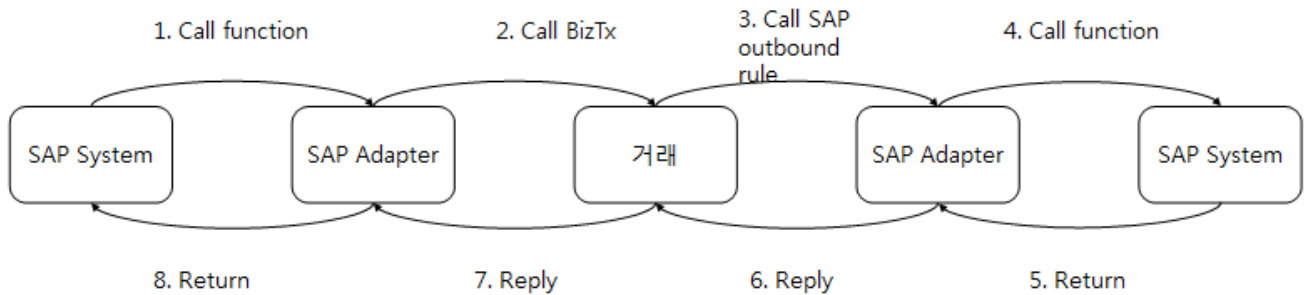 1. Call function
2. Call BizTx
3. Call SAP
outbound
rule
4. Call function
SAP System
SAP Adapter
거래
SAP Adapter
SAP System
8. Return
7. Reply
6. Reply
5. Return